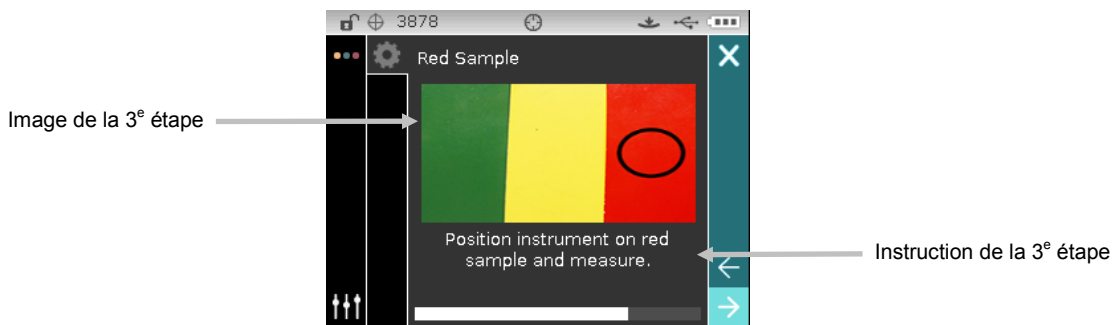 3878
Red Sample
Image de la 3e étape
Position instrument on red
sample and measure.
Instruction de la 3e étape